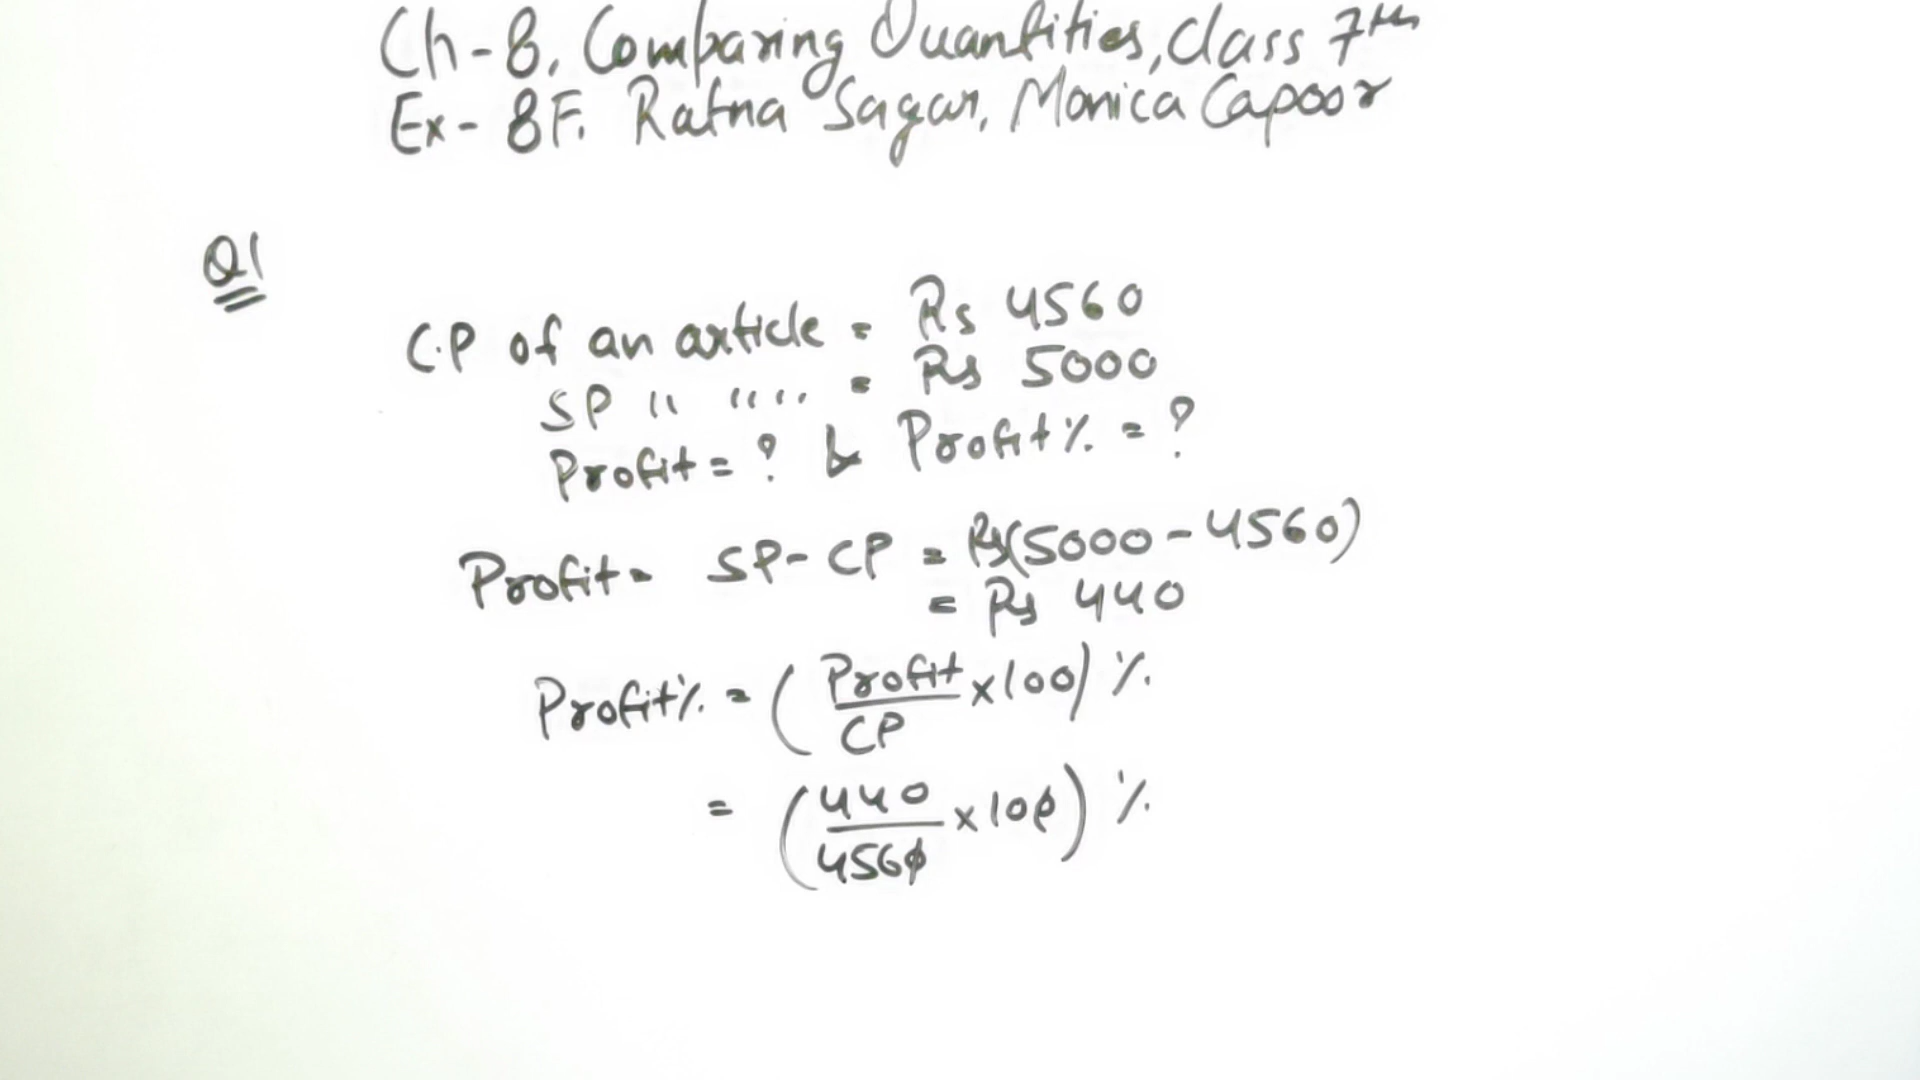 Ch-8, Comparing Quantities, Class 7th
Ex- 8F. Ratna Sagar, Monica Capoor
Q1
C.P of an article = Rs 4560
SP " " " = Rs 5000
Profit = ? & Profit % = ?
Profit = SP - CP = Rs(5000 - 4560)
= Rs 440
Profit% = (Profit/CP × 100) %
= (440/4560 × 100) %